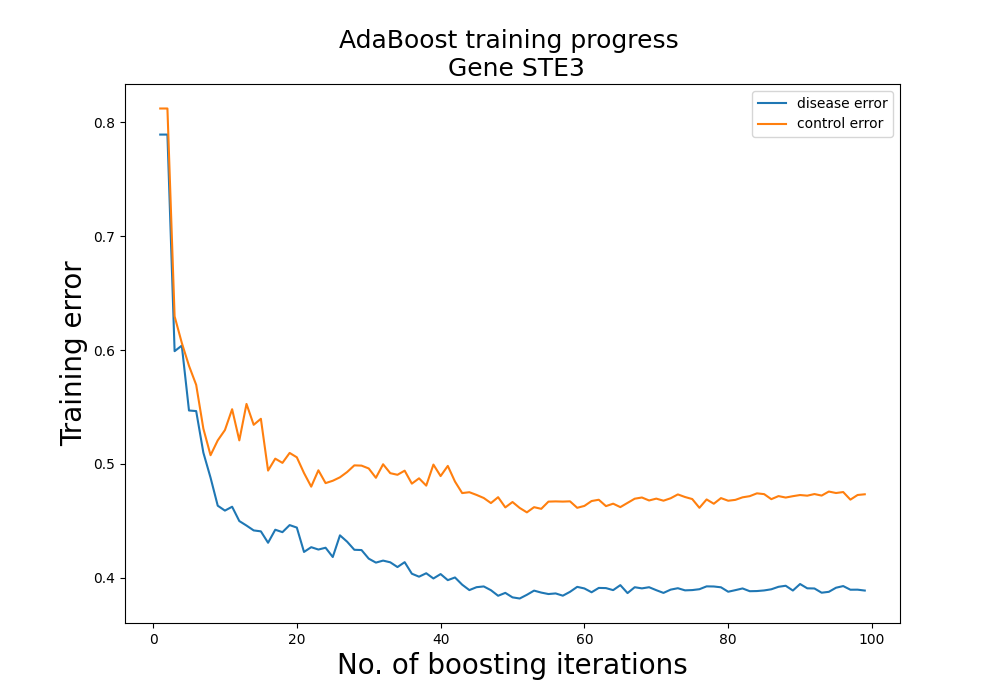 AdaBoost training progress
Gene STE3
disease error
control error
Training error
0.8
0.7
0.6
0.5
0.4
0
20
40
60
80
100
No. of boosting iterations